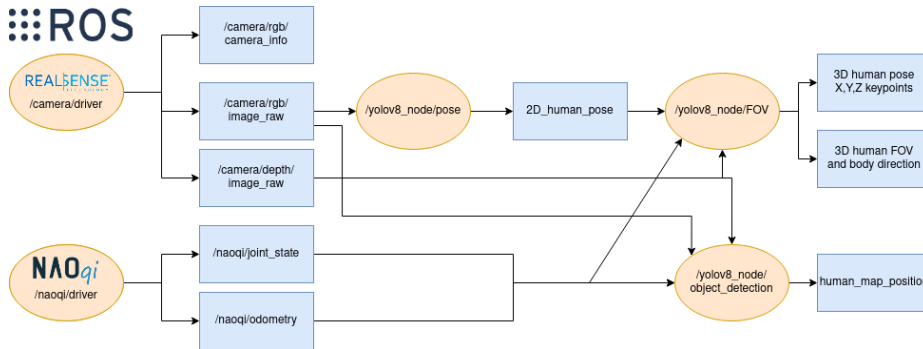 ROS
REALSENSE
/camera/driver
/camera/rgb/
camera_info
/camera/rgb/
image_raw
/camera/depth/
image_raw
/yolov8_node/pose
2D_human_pose
/yolov8_node/FOV
3D human pose
X,Y,Z keypoints
3D human FOV
and body direction
NAOqi
/naoqi/driver
/naoqi/joint_state
/naoqi/odometry
/yolov8_node/
object_detection
human_map_position